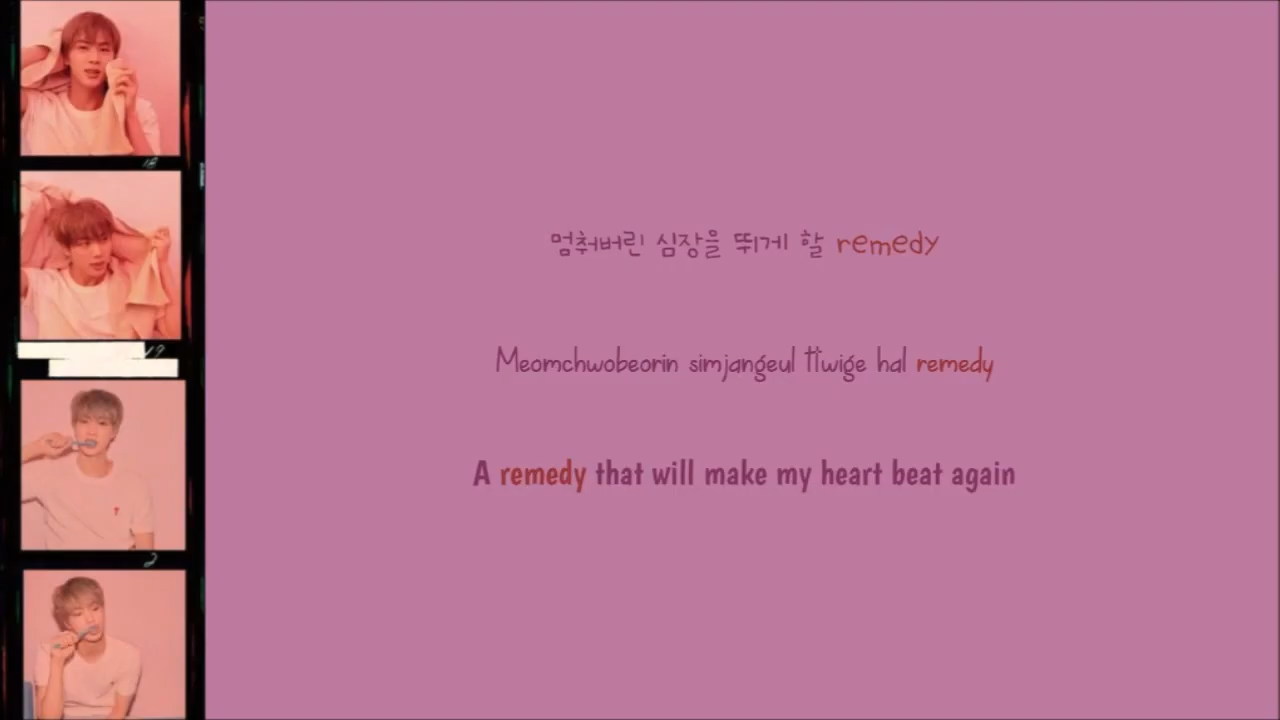 멈춰버린 심장을 뛰게 할 remedy
Meomchwobeorin simjangeul ttwige hal remedy
A remedy that will make my heart beat again